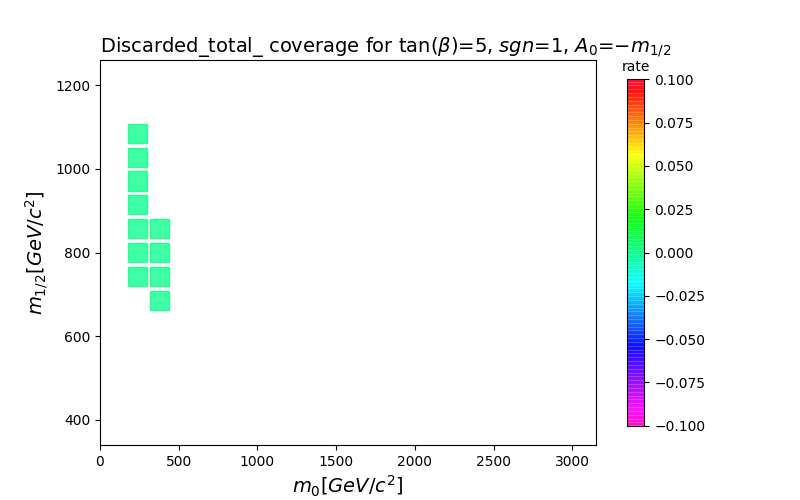 Discarded_total_ coverage for tan(β)=5, sgn=1, A₀=−m₁/₂
rate
0.100
0.075
0.050
0.025
0.000
−0.025
−0.050
−0.075
−0.100
1200
1000
800
600
400
m₁/₂[GeV/c²]
0 500 1000 1500 2000 2500 3000
m₀[GeV/c²]